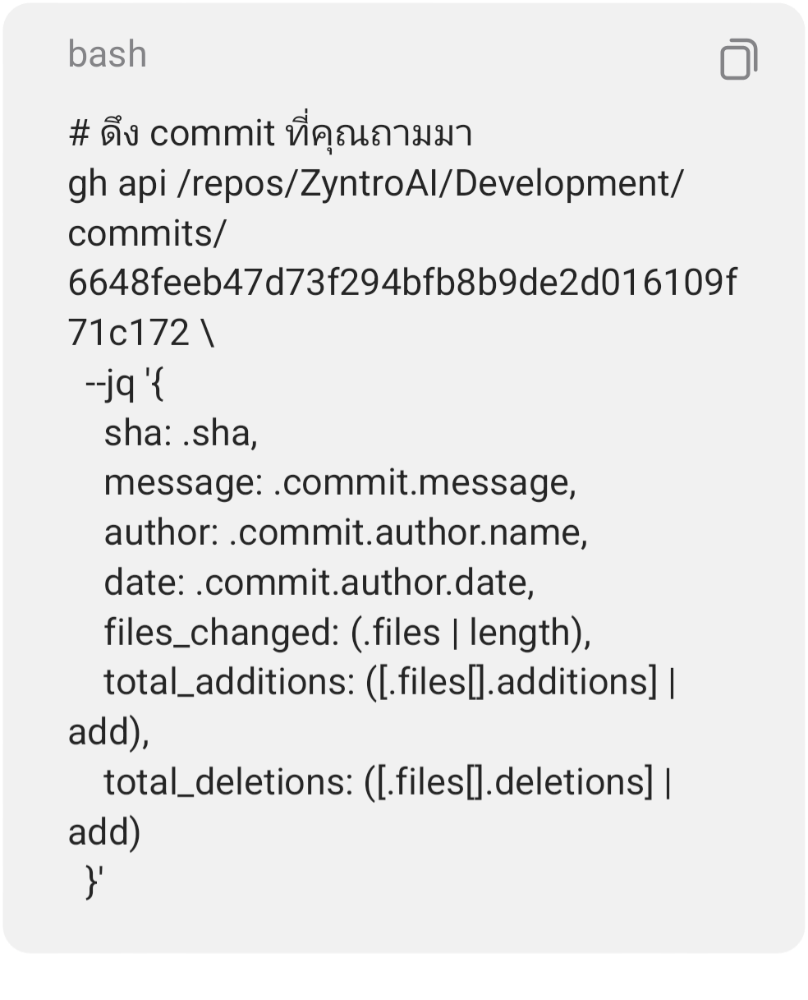 bash
# ดึง commit ที่คุณถามมา
gh api /repos/ZyntroAI/Development/
commits/
6648feeb47d73f294bfb8b9de2d016109f
71c172 \
  --jq '{
    sha: .sha,
    message: .commit.message,
    author: .commit.author.name,
    date: .commit.author.date,
    files_changed: (.files | length),
    total_additions: ([.files[].additions] |
add),
    total_deletions: ([.files[].deletions] |
add)
  }'